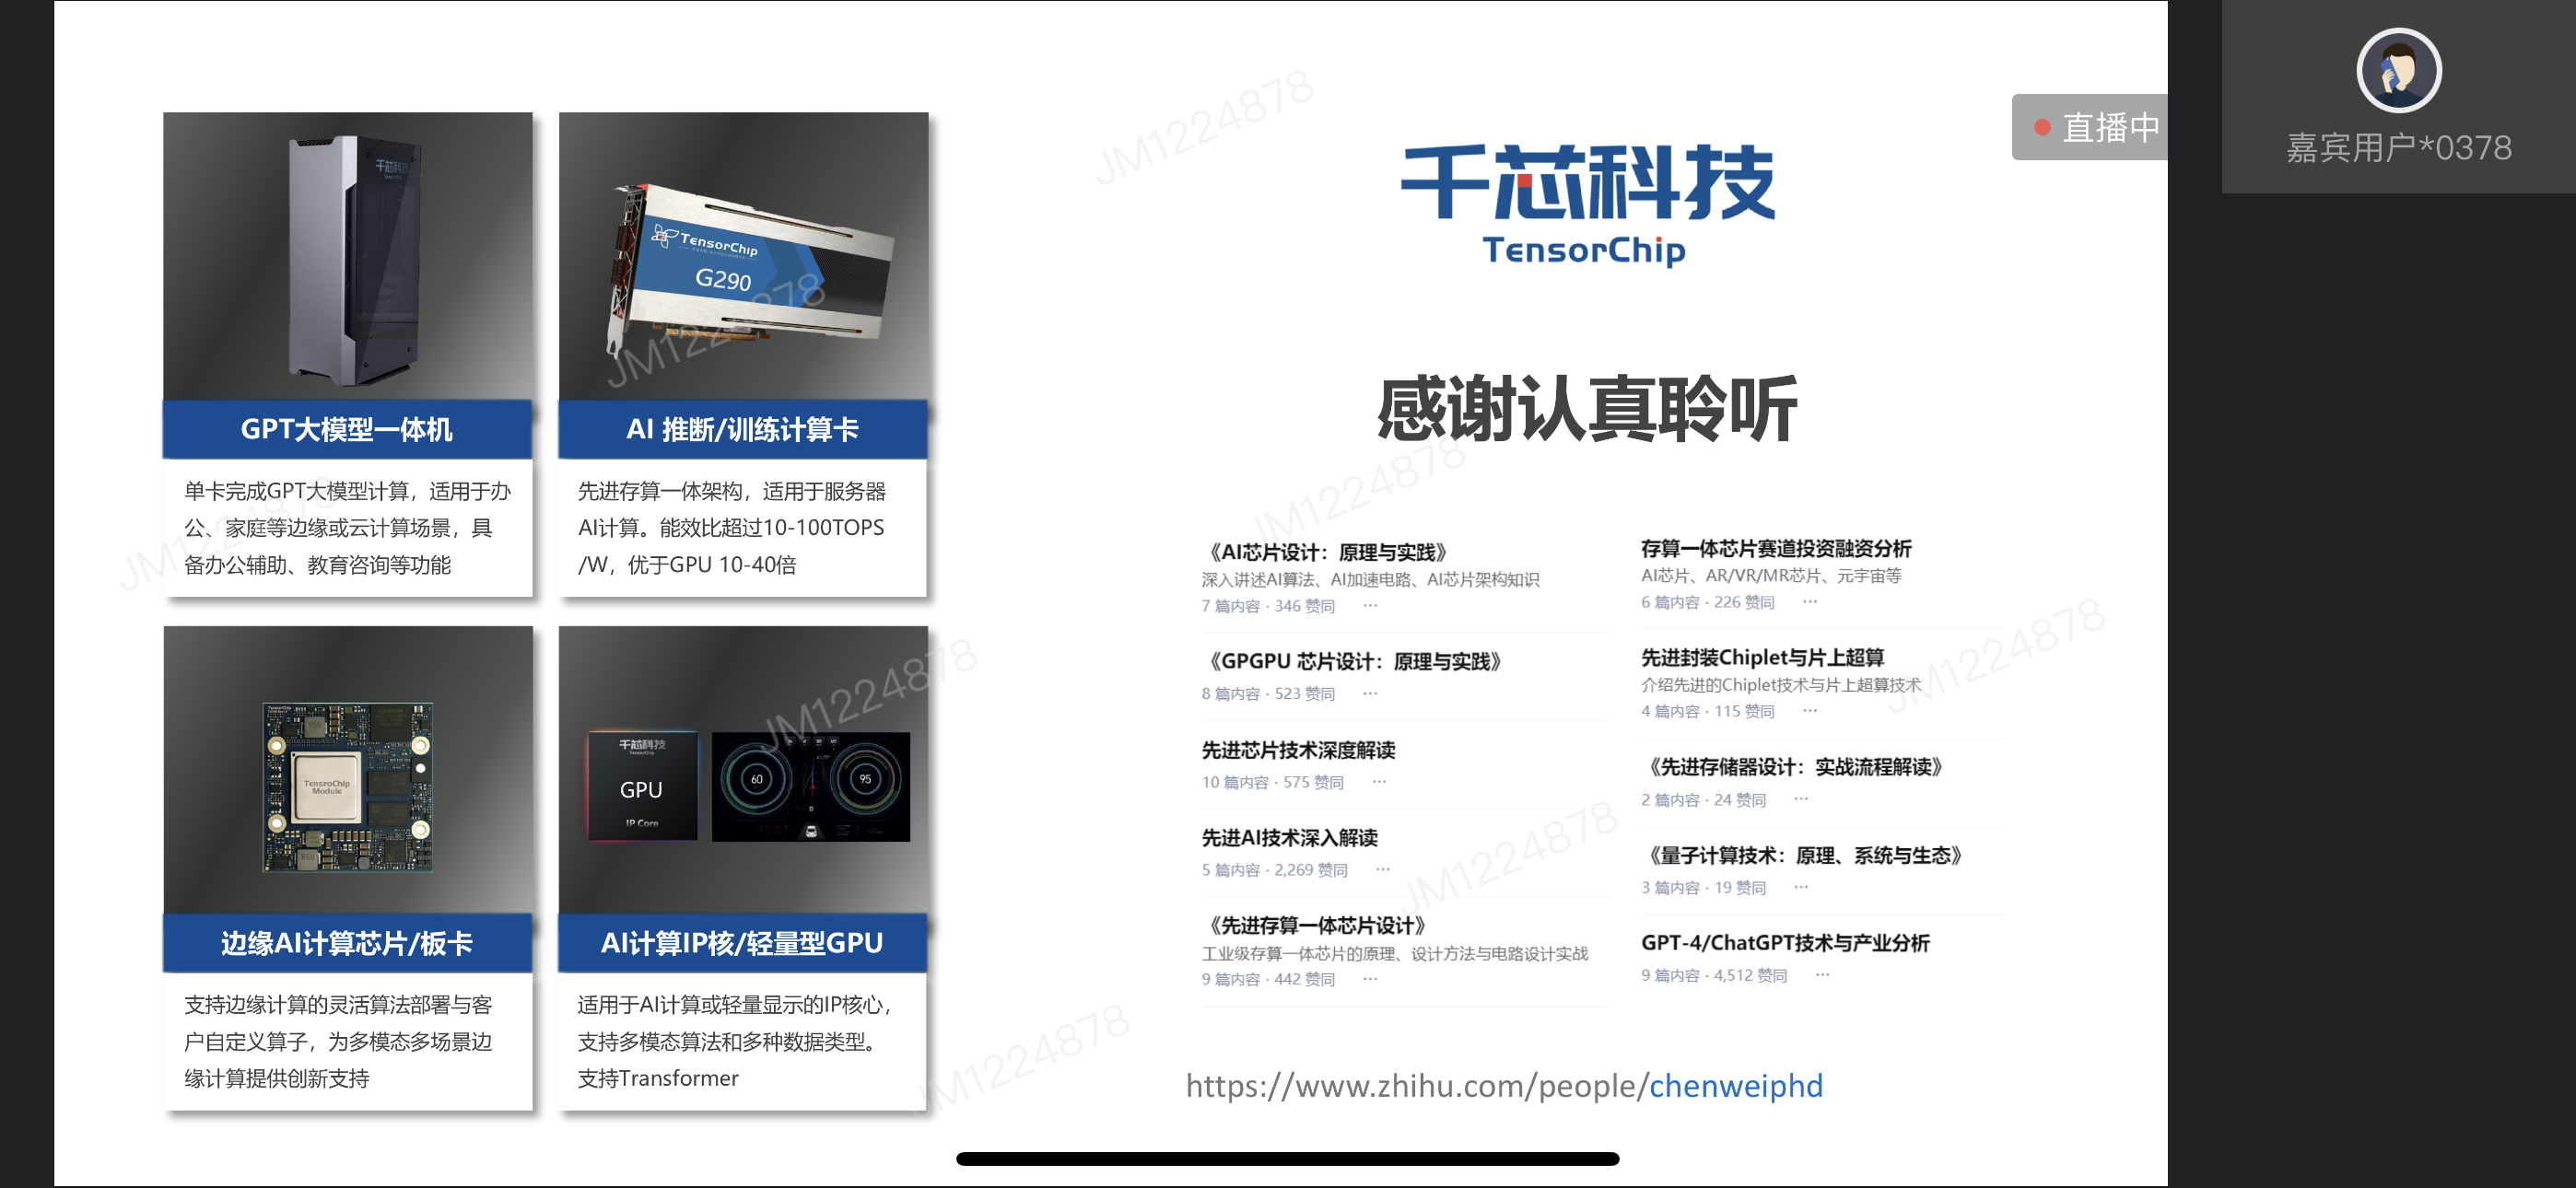 千芯科技
TensorChip
TensorChip
G290
GPT大模型一体机
单卡完成GPT大模型计算，适用于办
公、家庭等边缘或云计算场景，具
备办公辅助、教育咨询等功能
AI 推断/训练计算卡
先进存算一体架构，适用于服务器
AI计算。能效比超过10-100TOPS
/W，优于GPU 10-40倍
TensorChip
TensroChip
Module
R68
R68
边缘AI计算芯片/板卡
支持边缘计算的灵活算法部署与客
户自定义算子，为多模态多场景边
缘计算提供创新支持
千芯科技
TensorChip
GPU
IP Core
60
95
D
AI计算IP核/轻量型GPU
适用于AI计算或轻量显示的IP核心，
支持多模态算法和多种数据类型。
支持Transformer
千芯科技
TensorChip
感谢认真聆听
《AI芯片设计：原理与实践》
深入讲述AI算法、AI加速电路、AI芯片架构知识
7 篇内容 · 346 赞同 ···
《GPGPU 芯片设计：原理与实践》
8 篇内容 · 523 赞同 ···
先进芯片技术深度解读
10 篇内容 · 575 赞同 ···
先进AI技术深入解读
5 篇内容 · 2,269 赞同 ···
《先进存算一体芯片设计》
工业级存算一体芯片的原理、设计方法与电路设计实战
9 篇内容 · 442 赞同 ···
存算一体芯片赛道投资融资分析
AI芯片、AR/VR/MR芯片、元宇宙等
6 篇内容 · 226 赞同 ···
先进封装Chiplet与片上超算
介绍先进的Chiplet技术与片上超算技术
4 篇内容 · 115 赞同 ···
《先进存储器设计：实战流程解读》
2 篇内容 · 24 赞同 ···
《量子计算技术：原理、系统与生态》
3 篇内容 · 19 赞同 ···
GPT-4/ChatGPT技术与产业分析
9 篇内容 · 4,512 赞同 ···
https://www.zhihu.com/people/chenweiphd
直播中
嘉宾用户*0378
JM1224878
JM1224878
JM1224878
JM1224878
JM1224878
JM1224878
JM1224878
JM1224878